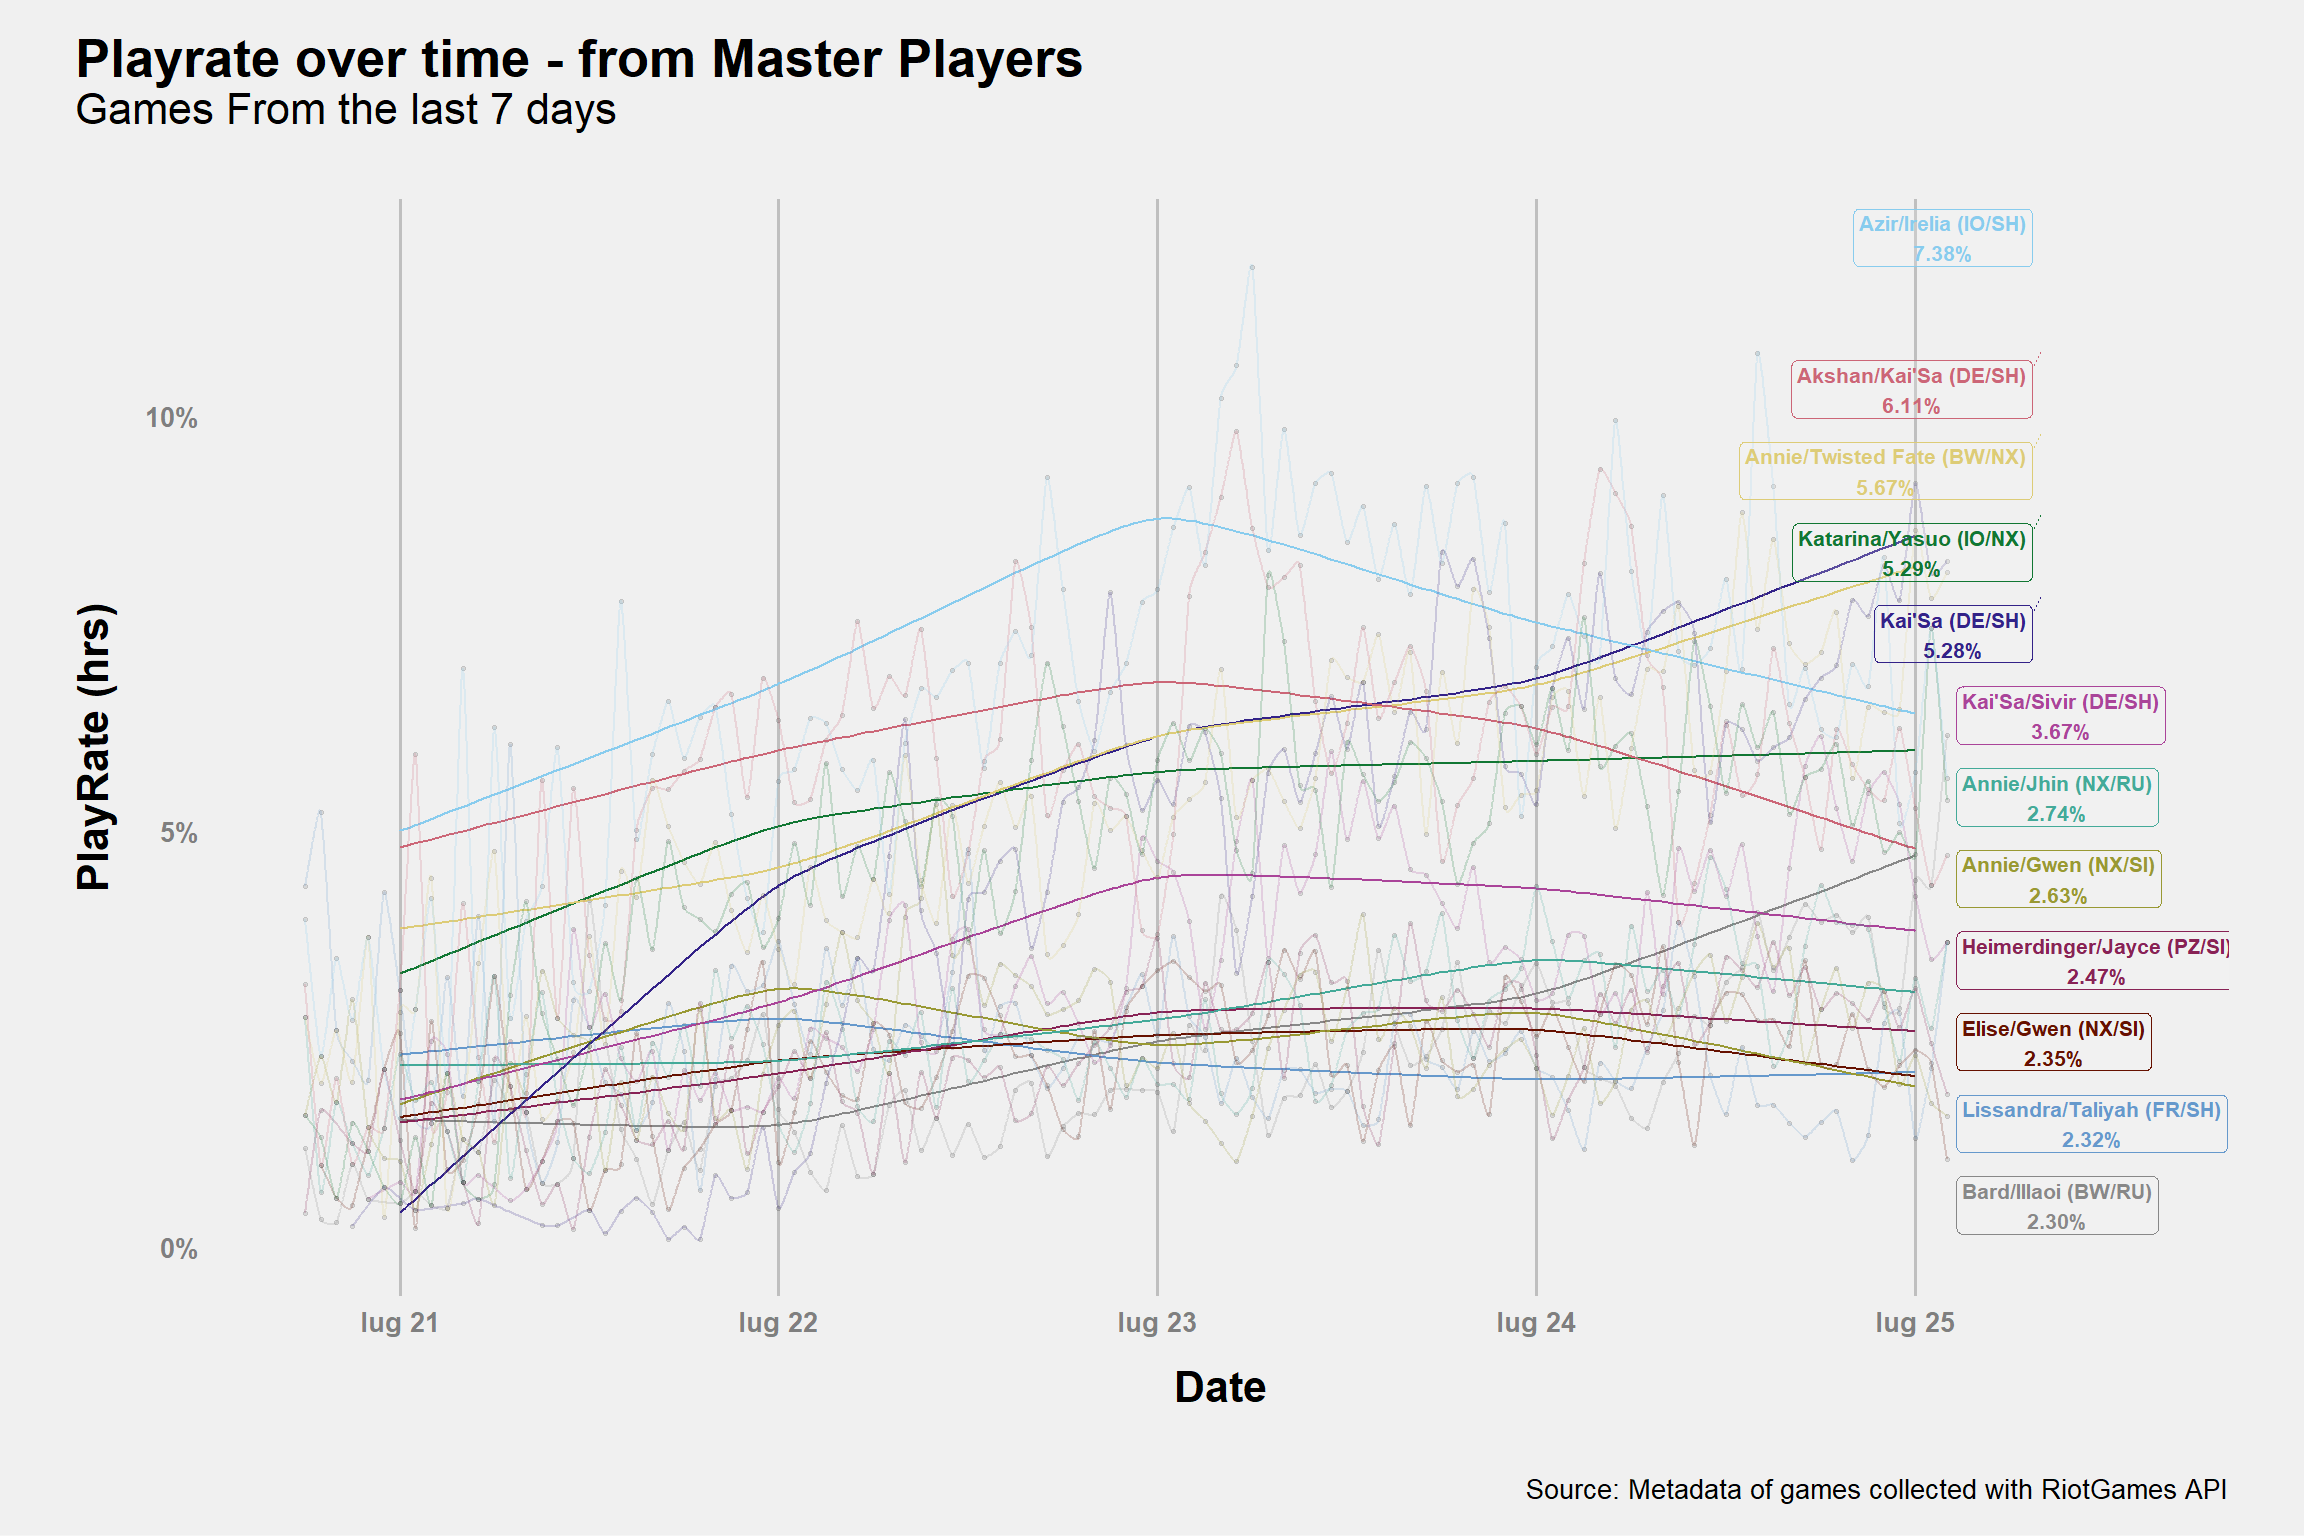 Playrate over time - from Master Players
Games From the last 7 days
PlayRate (hrs)
10%
5%
0%
Azir/Irelia (IO/SH)
7.38%
Akshan/Kai'Sa (DE/SH)
6.11%
Annie/Twisted Fate (BW/NX)
5.67%
Katarina/Yasuo (IO/NX)
5.29%
Kai'Sa (DE/SH)
5.28%
Kai'Sa/Sivir (DE/SH)
3.67%
Annie/Jhin (NX/RU)
2.74%
Annie/Gwen (NX/SI)
2.63%
Heimerdinger/Jayce (PZ/SI)
2.47%
Elise/Gwen (NX/SI)
2.35%
Lissandra/Taliyah (FR/SH)
2.32%
Bard/Illaoi (BW/RU)
2.30%
lug 21
lug 22
lug 23
lug 24
lug 25
Date
Source: Metadata of games collected with RiotGames API